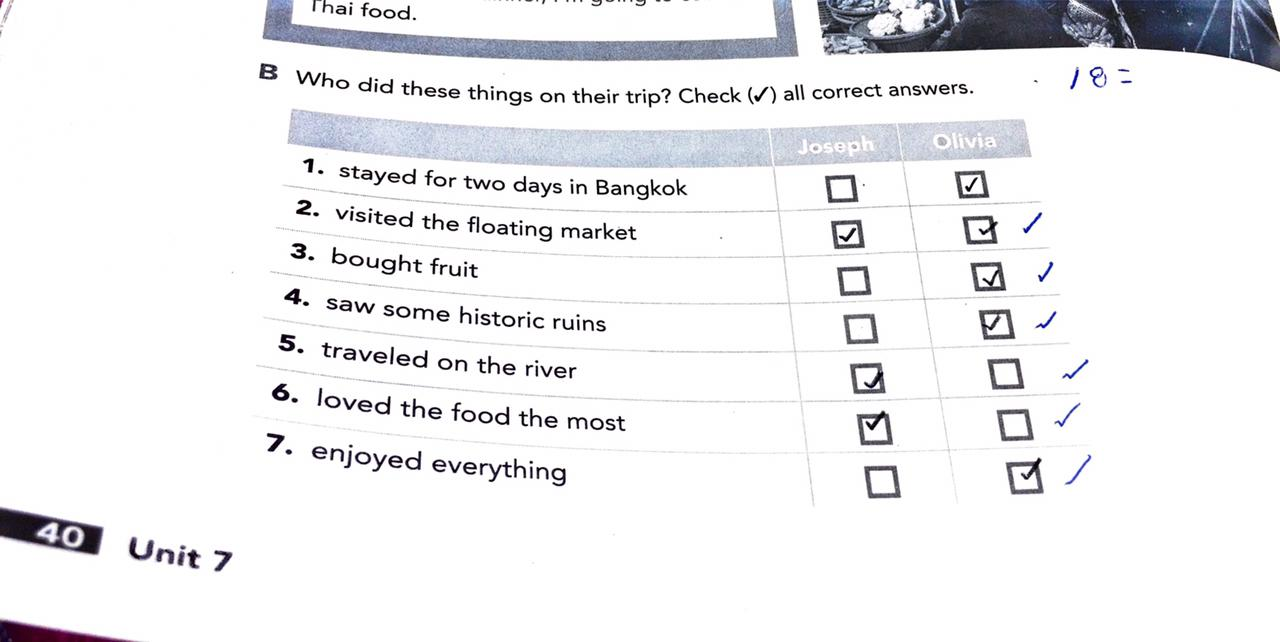 Thai food.
B Who did these things on their trip? Check (✓) all correct answers.
18=
Joseph Olivia
1. stayed for two days in Bangkok ☐ ☑
2. visited the floating market ☑ ☑ ✓
3. bought fruit ☐ ☑ ✓
4. saw some historic ruins ☐ ☑ ✓
5. traveled on the river ☑ ☐ ✓
6. loved the food the most ☑ ☐ ✓
7. enjoyed everything ☐ ☑ ✓
40 Unit 7